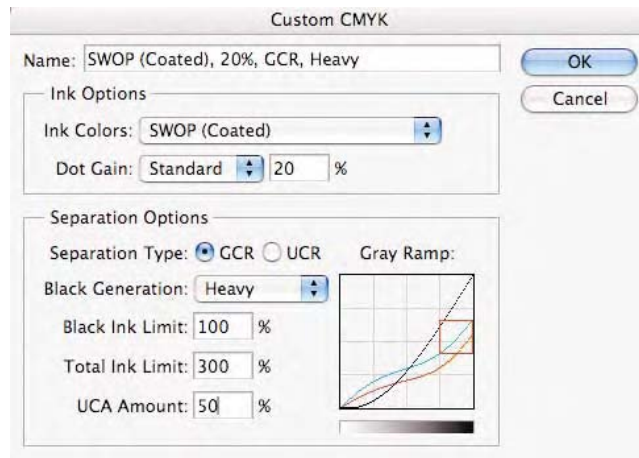 Custom CMYK
Name: SWOP (Coated), 20%, GCR, Heavy
OK
Ink Options
Cancel
Ink Colors: SWOP (Coated)
Dot Gain: Standard 20 %
Separation Options
Separation Type: GCR UCR Gray Ramp:
Black Generation: Heavy
Black Ink Limit: 100 %
Total Ink Limit: 300 %
UCA Amount: 50 %